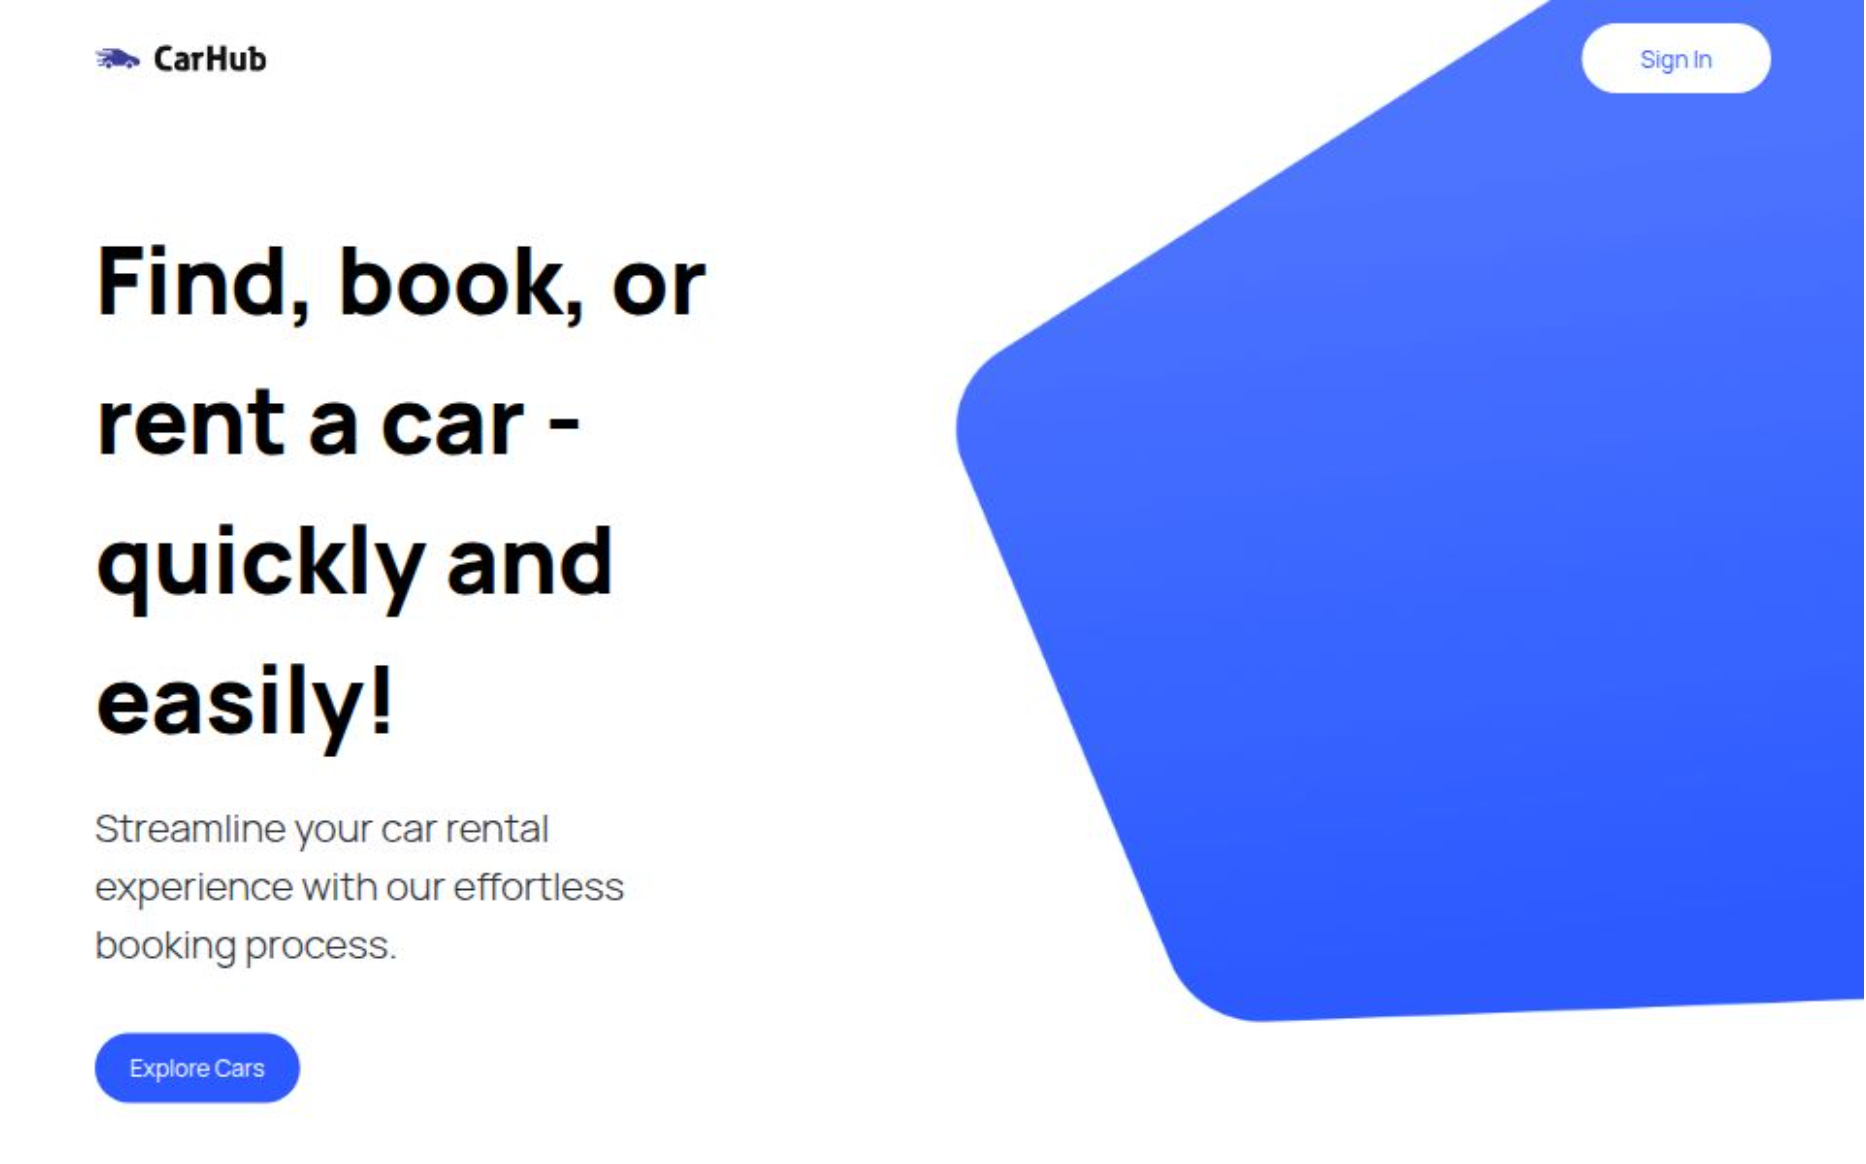 CarHub
Sign In
Find, book, or
rent a car -
quickly and
easily!
Streamline your car rental
experience with our effortless
booking process.
Explore Cars